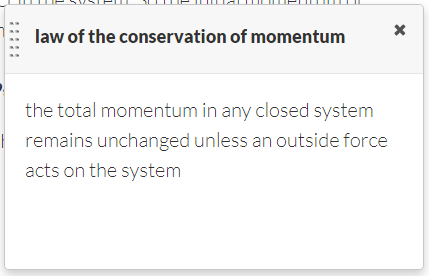 law of the conservation of momentum
the total momentum in any closed system
remains unchanged unless an outside force
acts on the system